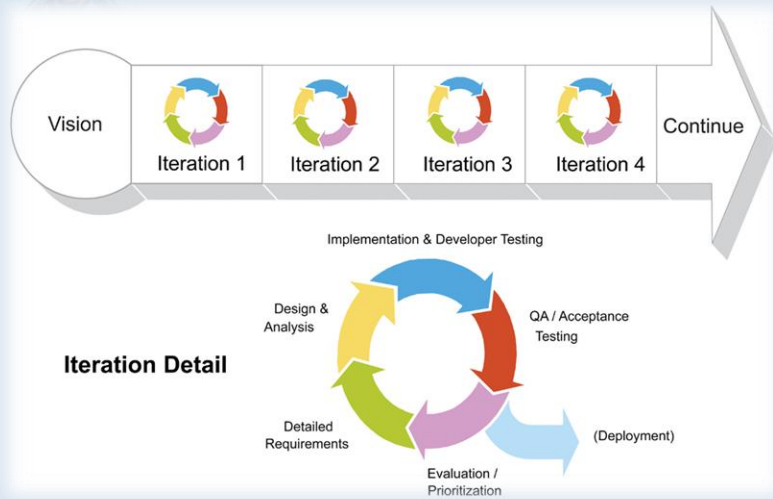 Vision
Iteration 1
Iteration 2
Iteration 3
Iteration 4
Continue
Implementation & Developer Testing
Design &
Analysis
QA / Acceptance
Testing
Iteration Detail
Detailed
Requirements
(Deployment)
Evaluation /
Prioritization